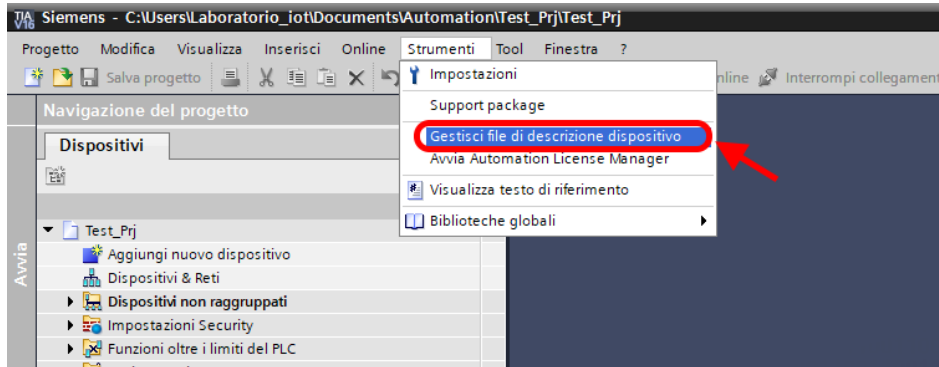 TIA V16 Siemens - C:\Users\Laboratorio_iot\Documents\Automation\Test_Prj\Test_Prj
Progetto Modifica Visualizza Inserisci Online Strumenti Tool Finestra ?
Salva progetto
nline Interrompi collegament
Impostazioni
Support package
Gestisci file di descrizione dispositivo
Avvia Automation License Manager
Visualizza testo di riferimento
Biblioteche globali
Navigazione del progetto
Dispositivi
Avvia
Test_Prj
Aggiungi nuovo dispositivo
Dispositivi & Reti
Dispositivi non raggruppati
Impostazioni Security
Funzioni oltre i limiti del PLC